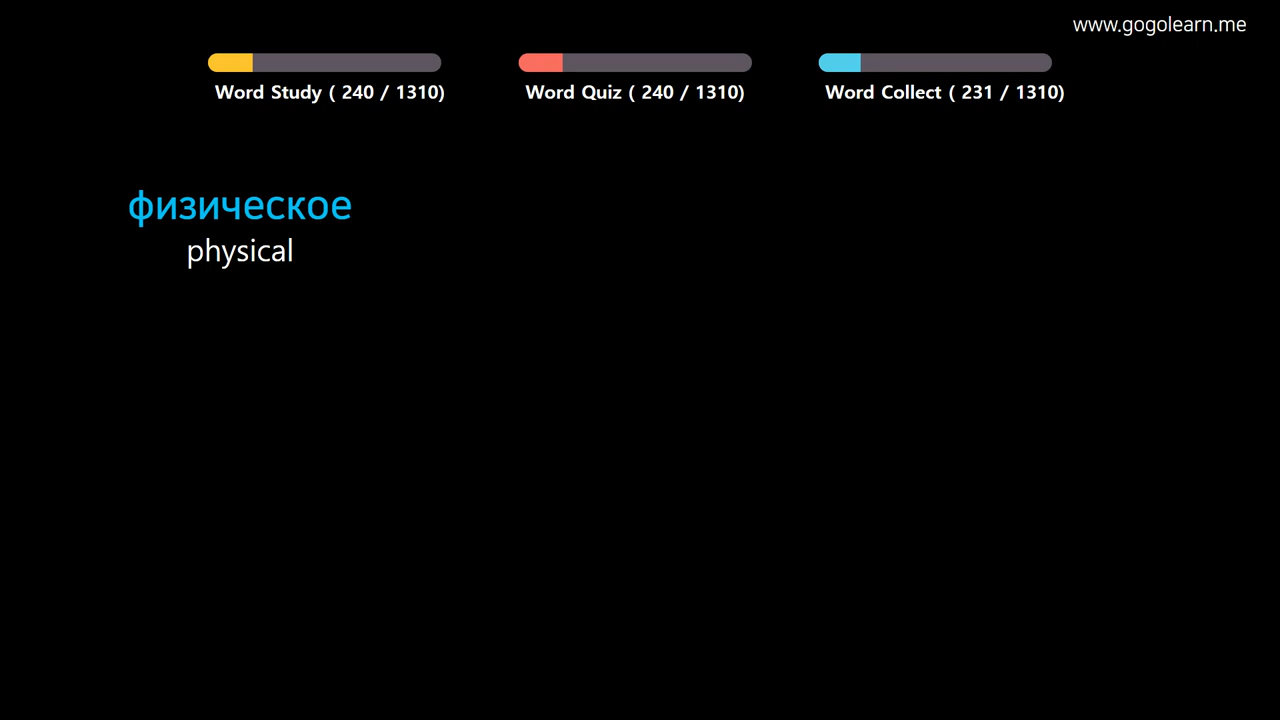 www.gogolearn.me
Word Study ( 240 / 1310)
Word Quiz ( 240 / 1310)
Word Collect ( 231 / 1310)
физическое
physical